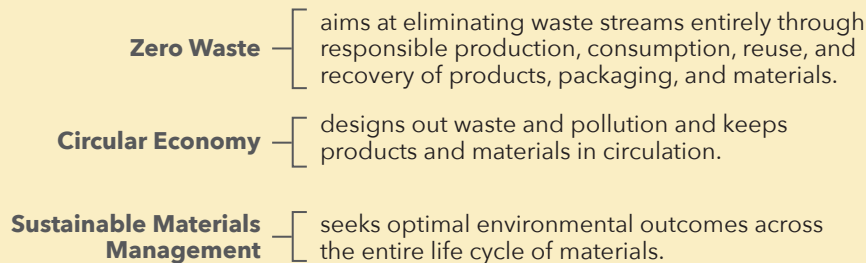 Zero Waste
aims at eliminating waste streams entirely through
responsible production, consumption, reuse, and
recovery of products, packaging, and materials.
Circular Economy
designs out waste and pollution and keeps
products and materials in circulation.
Sustainable Materials
Management
seeks optimal environmental outcomes across
the entire life cycle of materials.